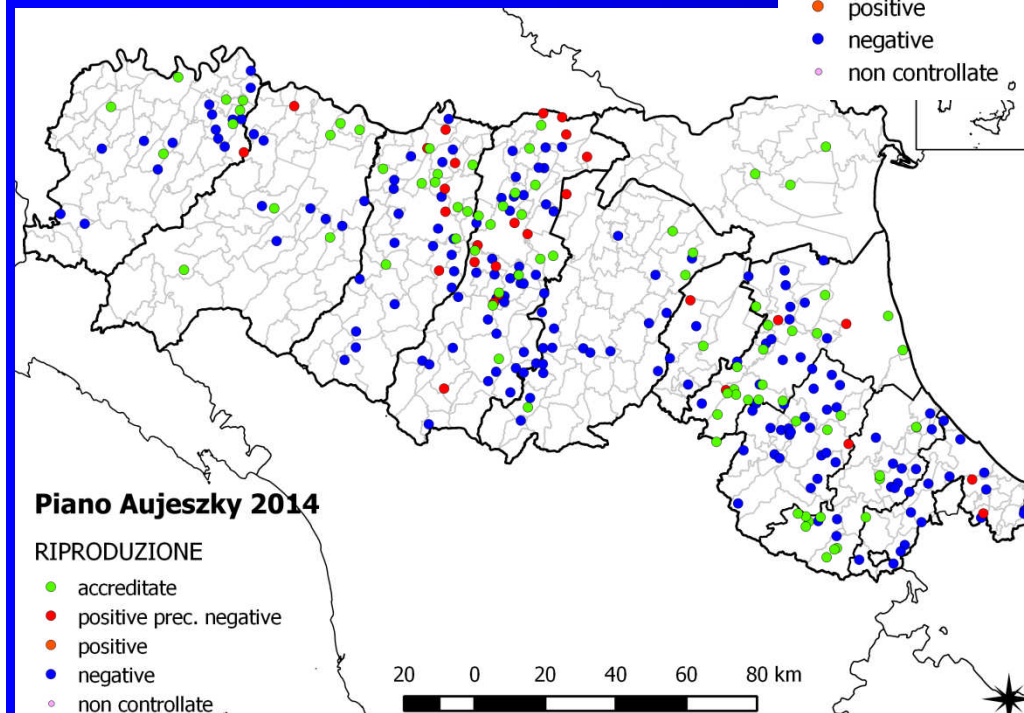 positive
negative
non controllate
Piano Aujeszky 2014
RIPRODUZIONE
accreditate
positive prec. negative
positive
negative
non controllate
20 0 20 40 60 80 km